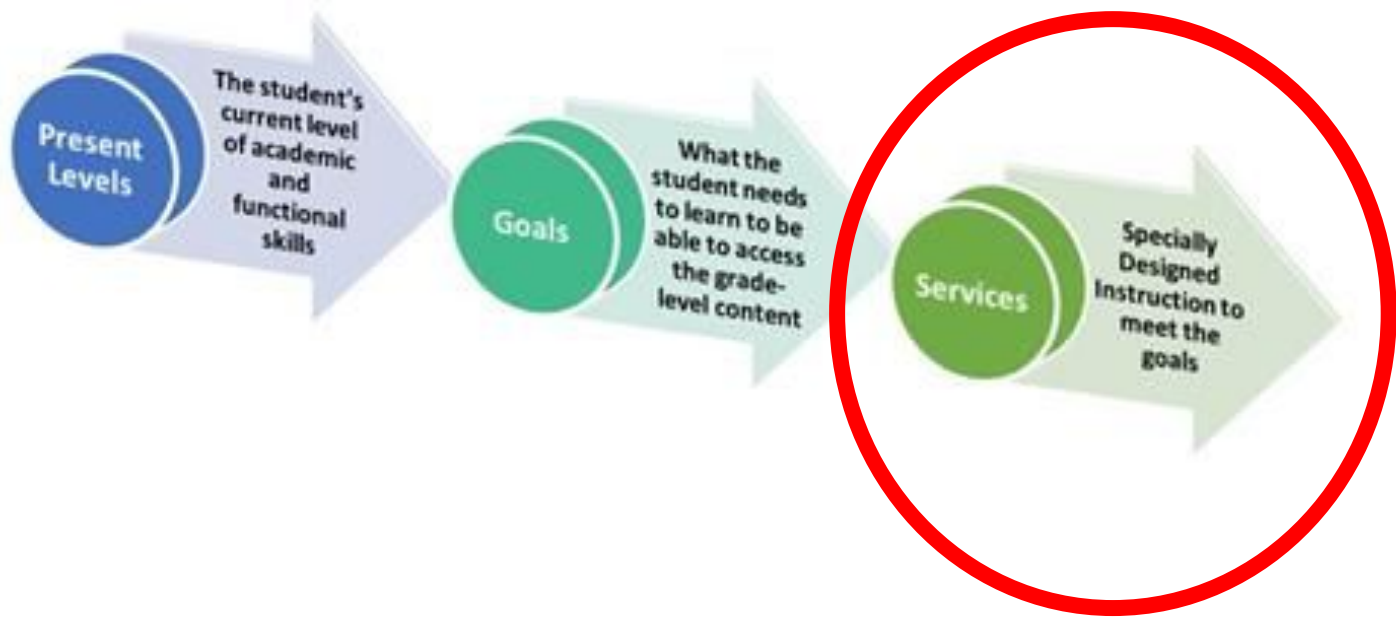 Present
Levels
The student's
current level
of academic
and
functional
skills
Goals
What the
student needs
to learn to be
able to access
the grade-
level content
Services
Specially
Designed
Instruction to
meet the
goals